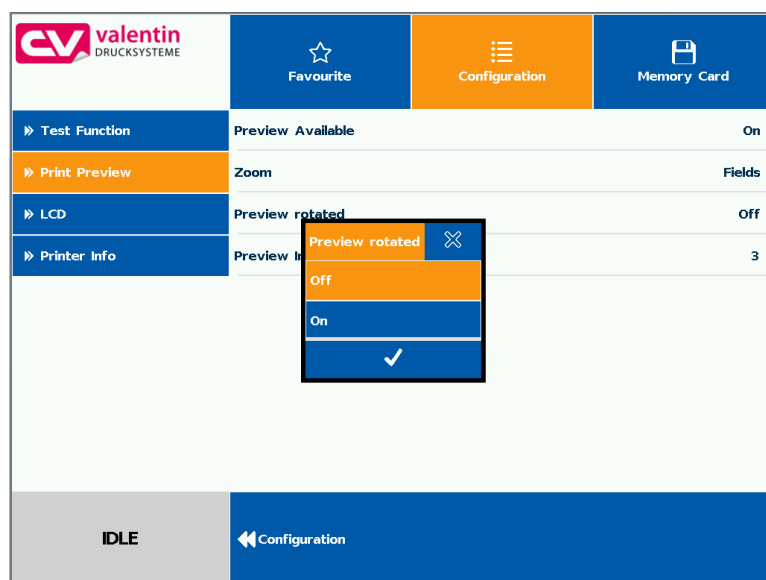 valentin
DRUCKSYSTEME
Favourite
Configuration
Memory Card
Test Function
Print Preview
LCD
Printer Info
Preview Available On
Zoom Fields
Preview rotated Off
Preview 3
Preview rotated
Off
On
IDLE
Configuration